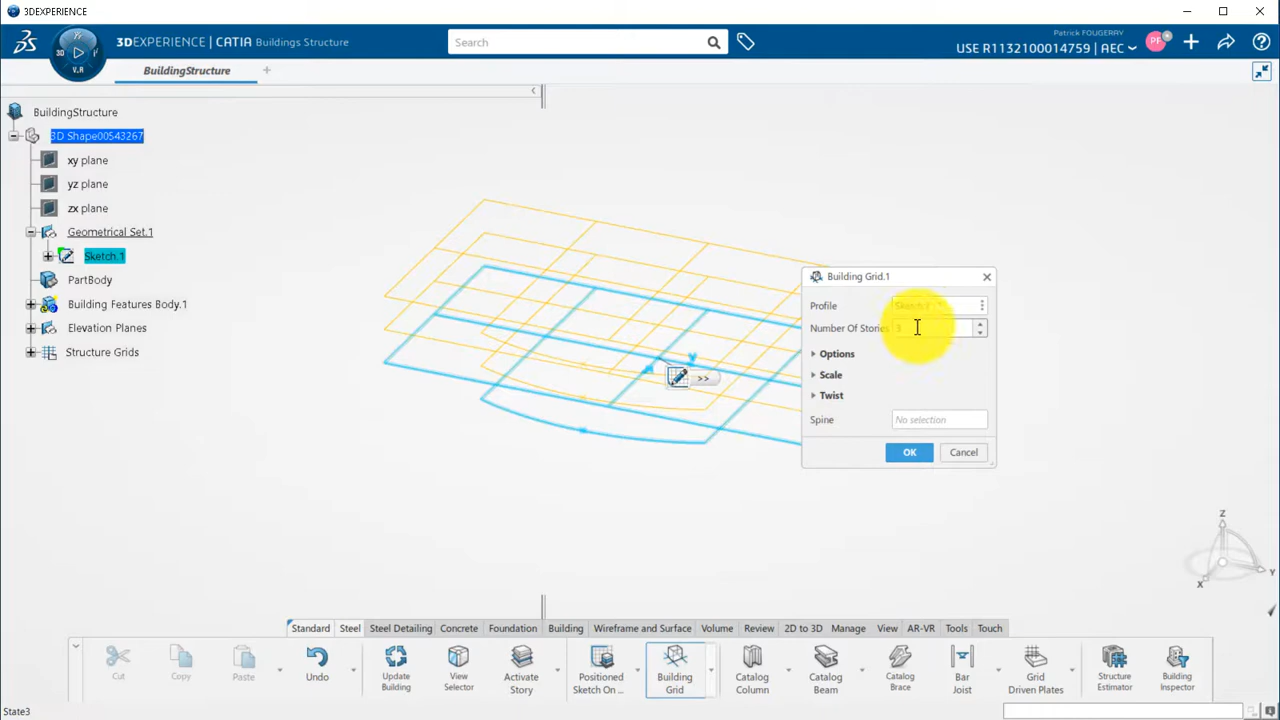 3DEXPERIENCE
3DEXPERIENCE | CATIA Buildings Structure
Search
Patrick FOUGERAY
USE R1132100014759 | AEC
PF
3D
V.R
BuildingStructure
BuildingStructure
3D Shape00543267
xy plane
yz plane
zx plane
Geometrical Set.1
Sketch.1
PartBody
Building Features Body.1
Elevation Planes
Structure Grids
>>
Building Grid.1
Profile
Number Of Stories 3
Options
Scale
Twist
Spine No selection
OK Cancel
Z
X Y
Standard Steel Steel Detailing Concrete Foundation Building Wireframe and Surface Volume Review 2D to 3D Manage View AR-VR Tools Touch
Cut Copy Paste Undo Update Building View Selector Activate Story Positioned Sketch On ... Building Grid Catalog Column Catalog Beam Catalog Brace Bar Joist Grid Driven Plates Structure Estimator Building Inspector
State3